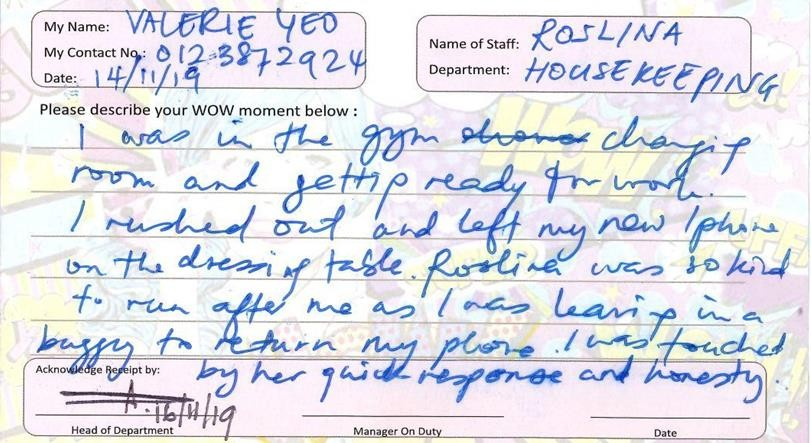 My Name: VALERIE YEO
My Contact No.: 012-3872924
Date: 14/11/19
Name of Staff: ROSLINA
Department: HOUSEKEEPING
Please describe your WOW moment below :
I was in the gym changing
room and getting ready for work.
I rushed out and left my new Iphone
on the dressing table. Roslina was so kind
to run after me as I was leaving in a
buggy to return my phone. I was touched
by her quick response and honesty.
Acknowledge Receipt by:
16/11/19
Head of Department
Manager On Duty
Date